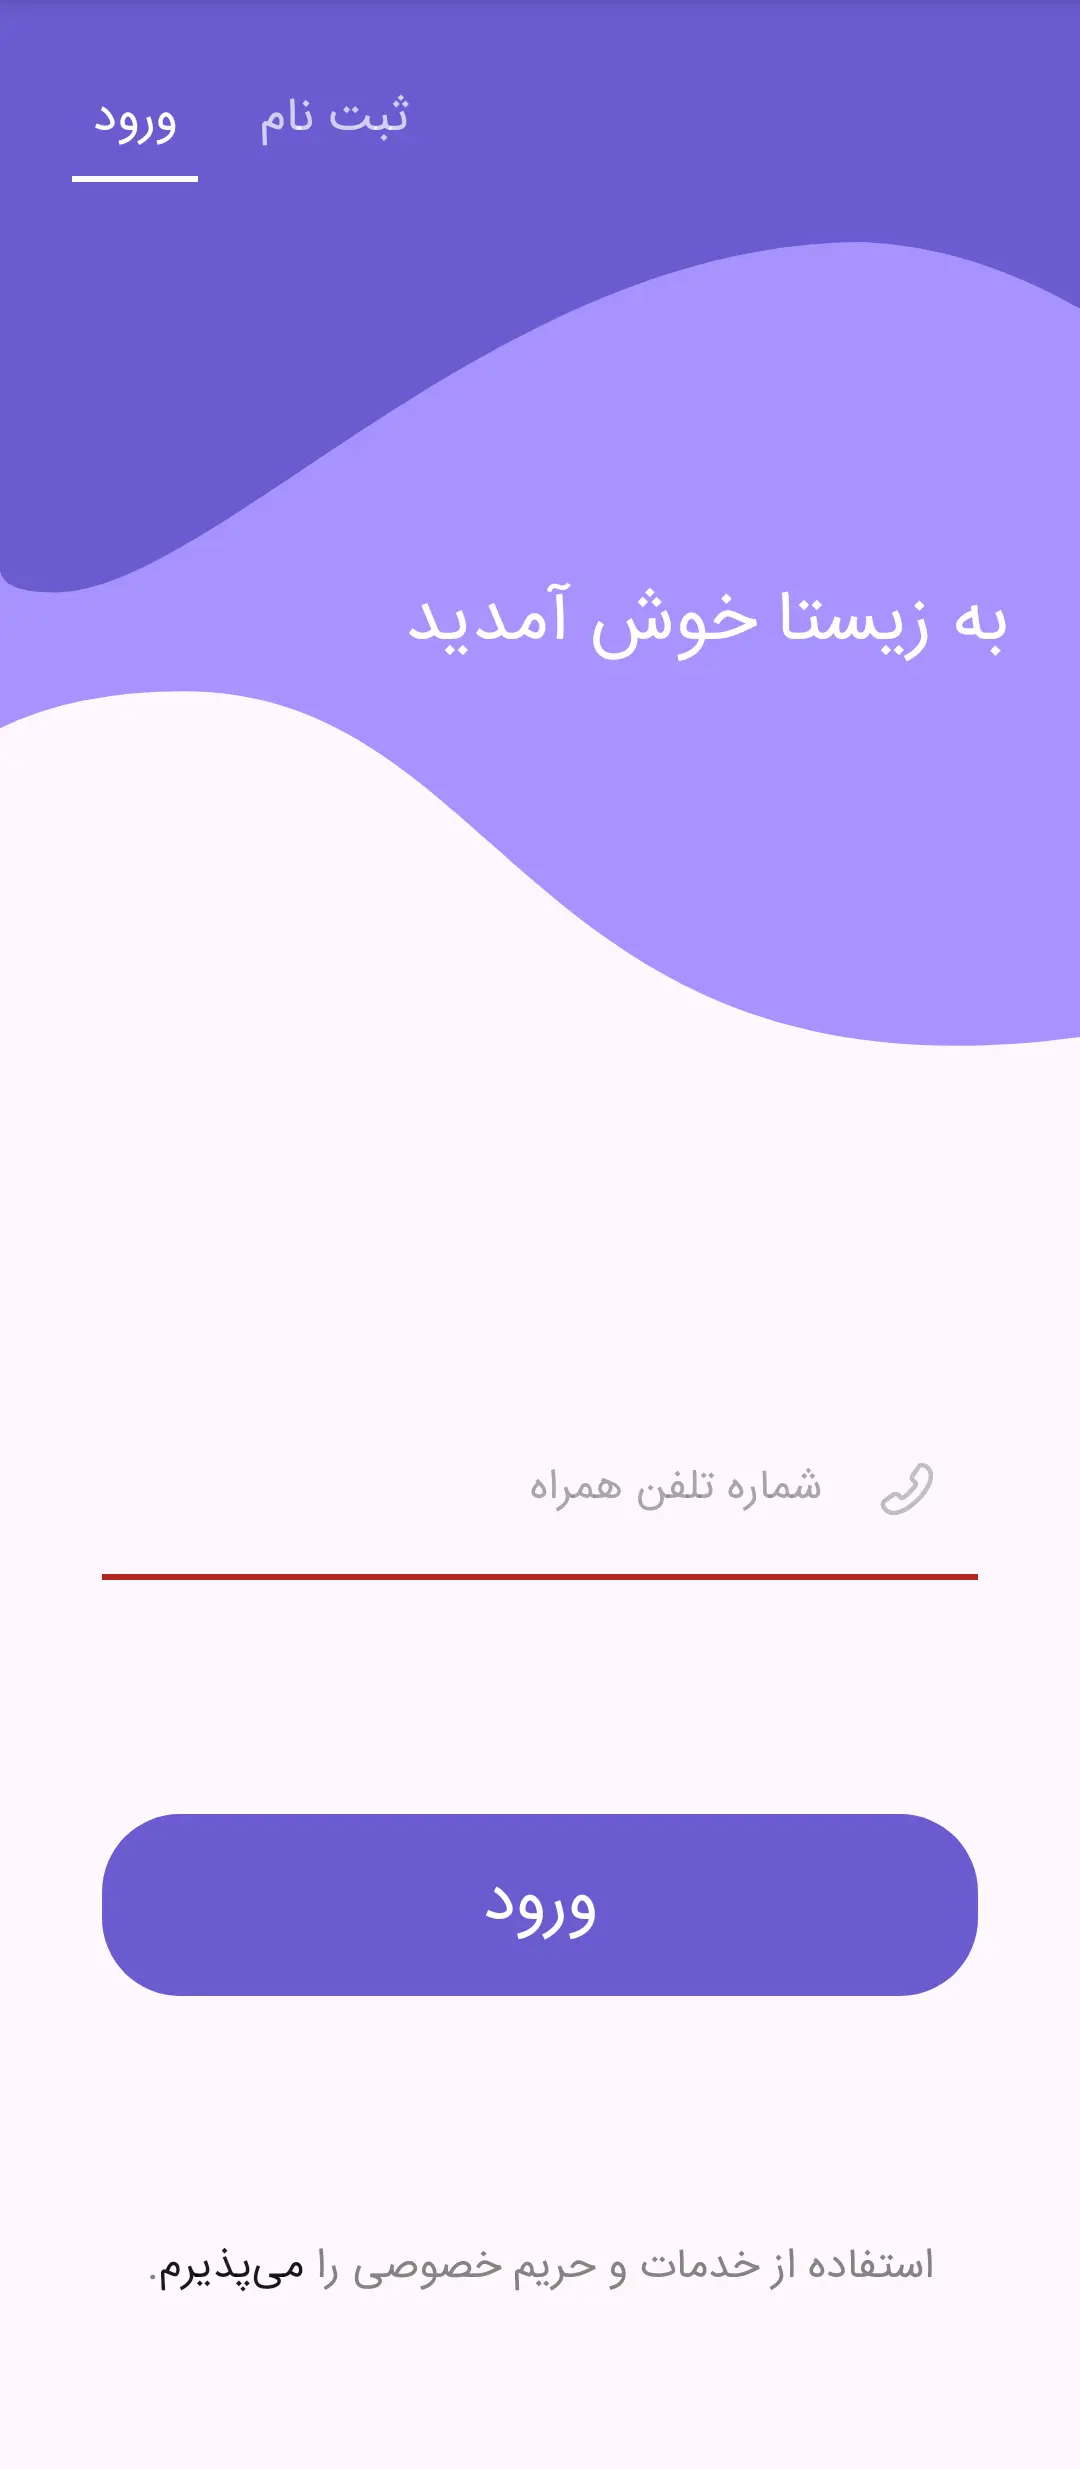 ثبت نام
ورود
به زیستا خوش آمدید
شماره تلفن همراه
ورود
استفاده از خدمات و حریم خصوصی را می‌پذیرم.